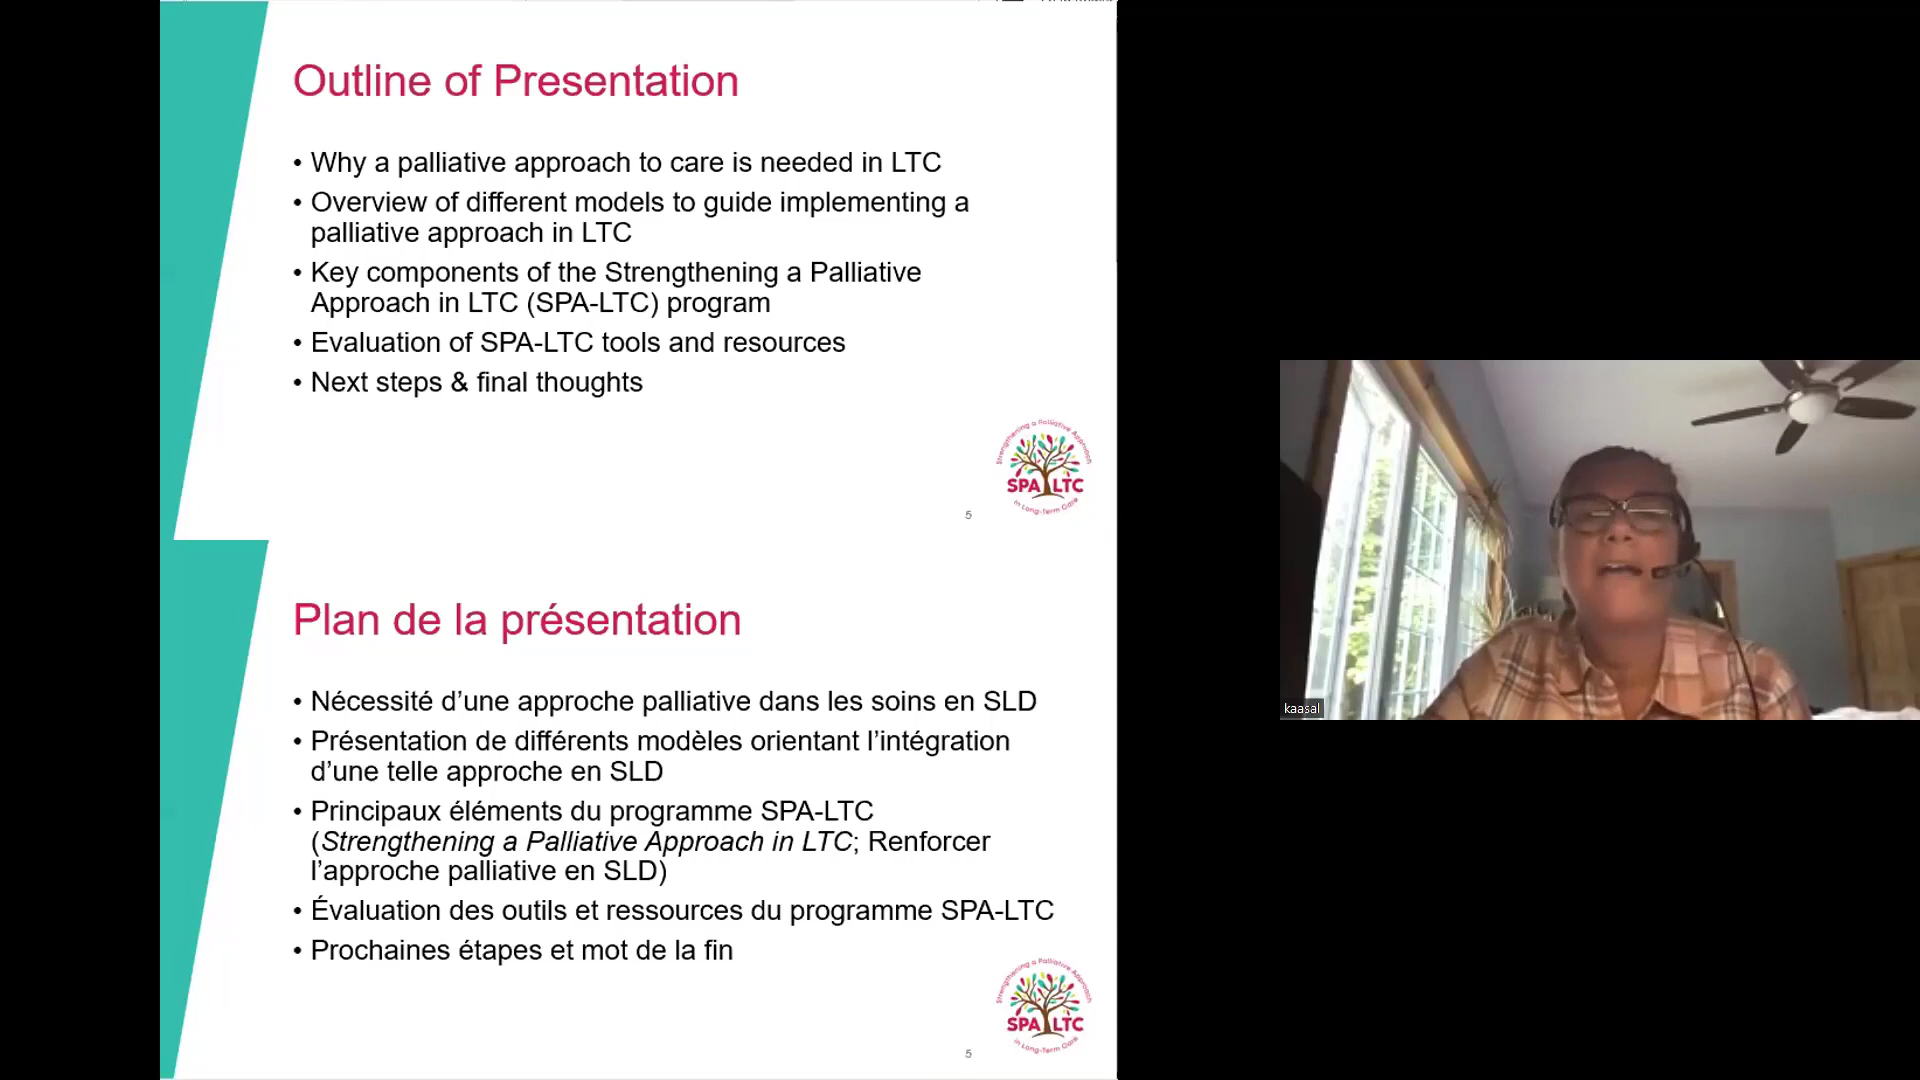 Outline of Presentation
• Why a palliative approach to care is needed in LTC
• Overview of different models to guide implementing a
palliative approach in LTC
• Key components of the Strengthening a Palliative
Approach in LTC (SPA-LTC) program
• Evaluation of SPA-LTC tools and resources
• Next steps & final thoughts
Strengthening a Palliative Approach
SPA LTC
in Long-Term Care
5
Plan de la présentation
• Nécessité d’une approche palliative dans les soins en SLD
• Présentation de différents modèles orientant l’intégration
d’une telle approche en SLD
• Principaux éléments du programme SPA-LTC
(Strengthening a Palliative Approach in LTC; Renforcer
l’approche palliative en SLD)
• Évaluation des outils et ressources du programme SPA-LTC
• Prochaines étapes et mot de la fin
Strengthening a Palliative Approach
SPA LTC
in Long-Term Care
5
kaasal